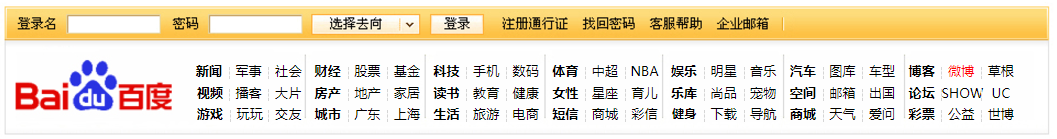 登录名 密码 选择去向 登录 注册通行证 找回密码 客服帮助 企业邮箱
Bai du 百度
新闻 军事 社会 财经 股票 基金 科技 手机 数码 体育 中超 NBA 娱乐 明星 音乐 汽车 图库 车型 博客 微博 草根
视频 播客 大片 房产 地产 家居 读书 教育 健康 女性 星座 育儿 乐库 尚品 宠物 空间 邮箱 出国 论坛 SHOW UC
游戏 玩玩 交友 城市 广东 上海 生活 旅游 电商 短信 商城 彩信 健身 下载 导航 商城 天气 爱问 彩票 公益 世博